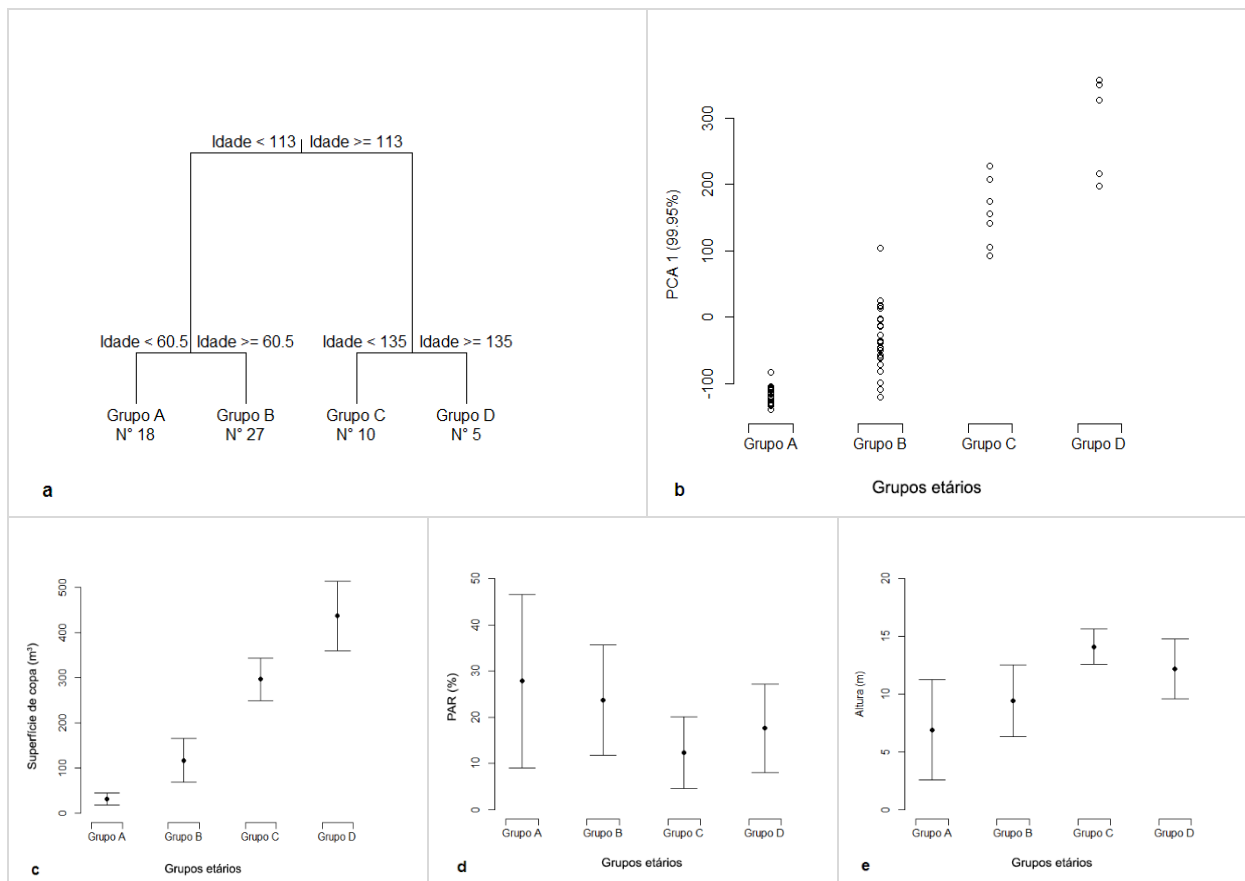 Idade < 113 Idade >= 113
Idade < 60.5 Idade >= 60.5 Idade < 135 Idade >= 135
Grupo A Grupo B Grupo C Grupo D
N° 18 N° 27 N° 10 N° 5
a
PCA 1 (99.95%)
300
200
100
0
-100
Grupo A Grupo B Grupo C Grupo D
Grupos etários
b
Superfície de copa (m³)
500
400
300
200
100
0
Grupo A Grupo B Grupo C Grupo D
Grupos etários
c
PAR (%)
50
40
30
20
10
0
Grupo A Grupo B Grupo C Grupo D
Grupos etários
d
Altura (m)
20
15
10
5
0
Grupo A Grupo B Grupo C Grupo D
Grupos etários
e